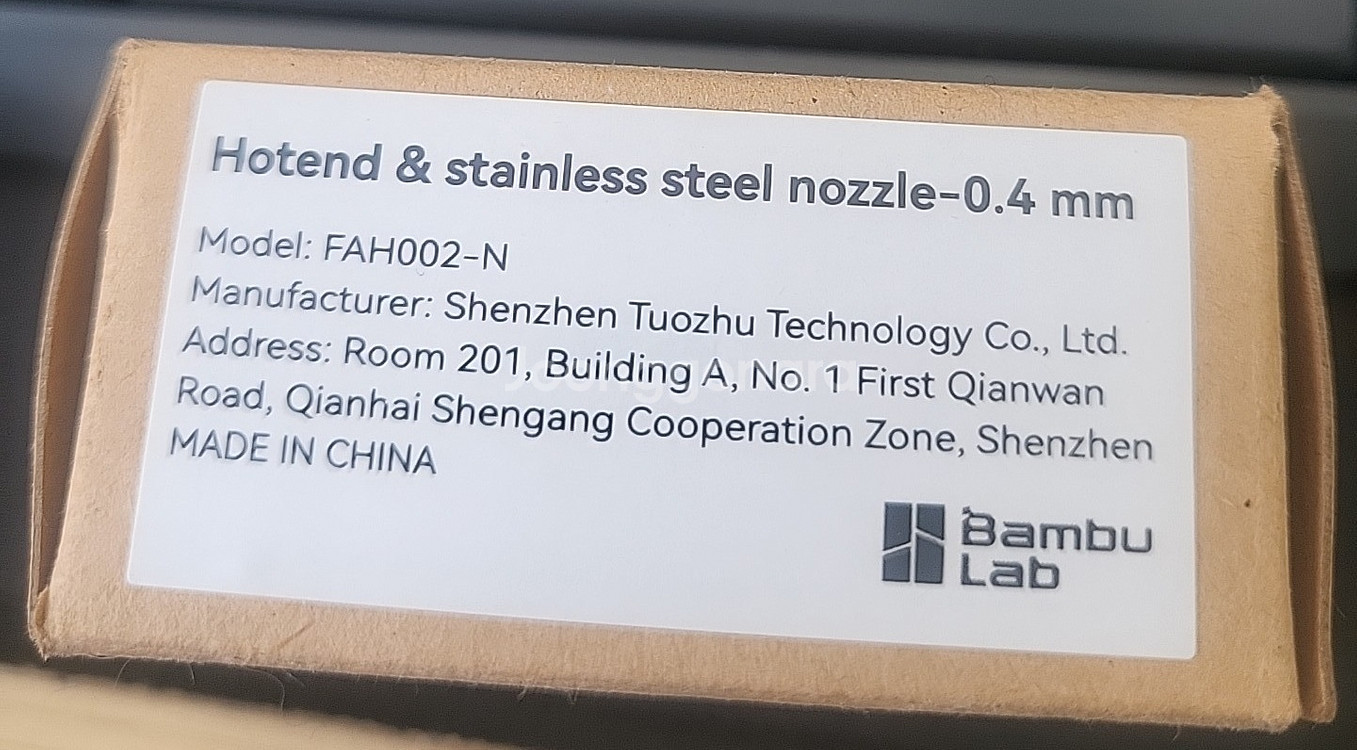 Hotend & stainless steel nozzle-0.4 mm
Model: FAH002-N
Manufacturer: Shenzhen Tuozhu Technology Co., Ltd.
Address: Room 201, Building A, No. 1 First Qianwan
Road, Qianhai Shengang Cooperation Zone, Shenzhen
MADE IN CHINA
Bambu
Lab
Joonggonara